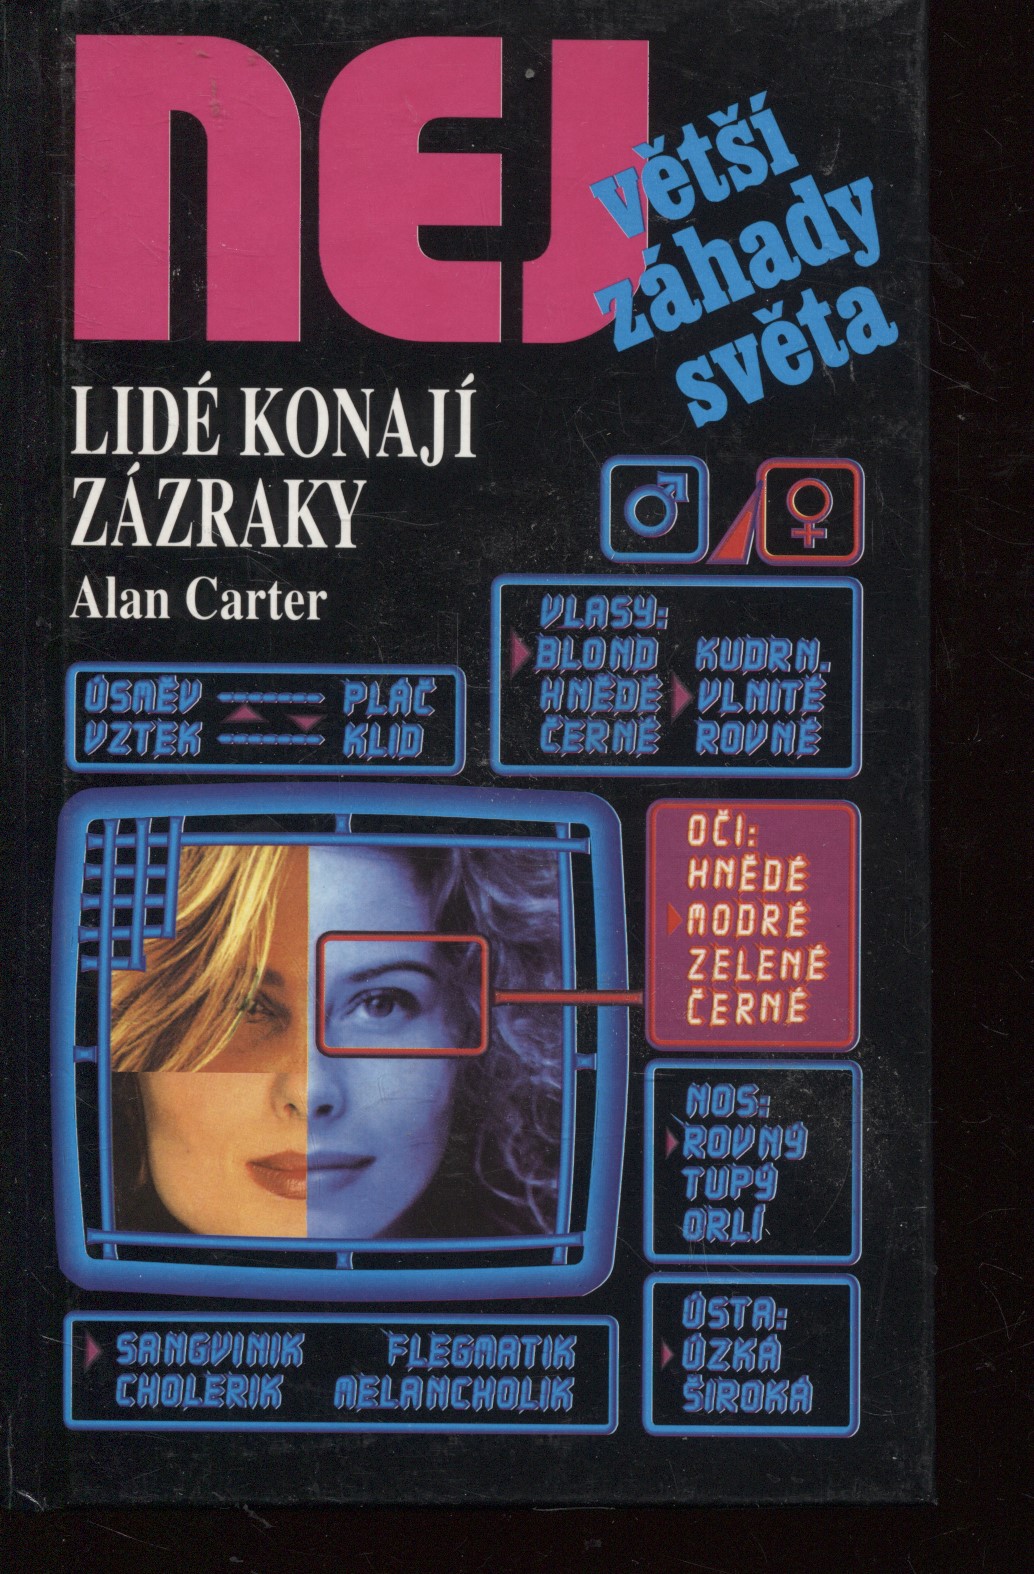 NEJ
větší
záhady
světa
LIDÉ KONAJÍ
ZÁZRAKY
Alan Carter
ÚSMĚV ------- PLÁČ
VZTEK ------- KLID
VLASY:
BLOND KUDRN.
HNĚDÉ VLNITÉ
ČERNÉ ROVNÉ
OČI:
HNĚDÉ
MODRÉ
ZELENÉ
ČERNÉ
NOS:
ROVNÝ
TUPÝ
ORLÍ
ÚSTA:
ÚZKÁ
ŠIROKÁ
SANGVINIK FLEGMATIK
CHOLERIK MELANCHOLIK